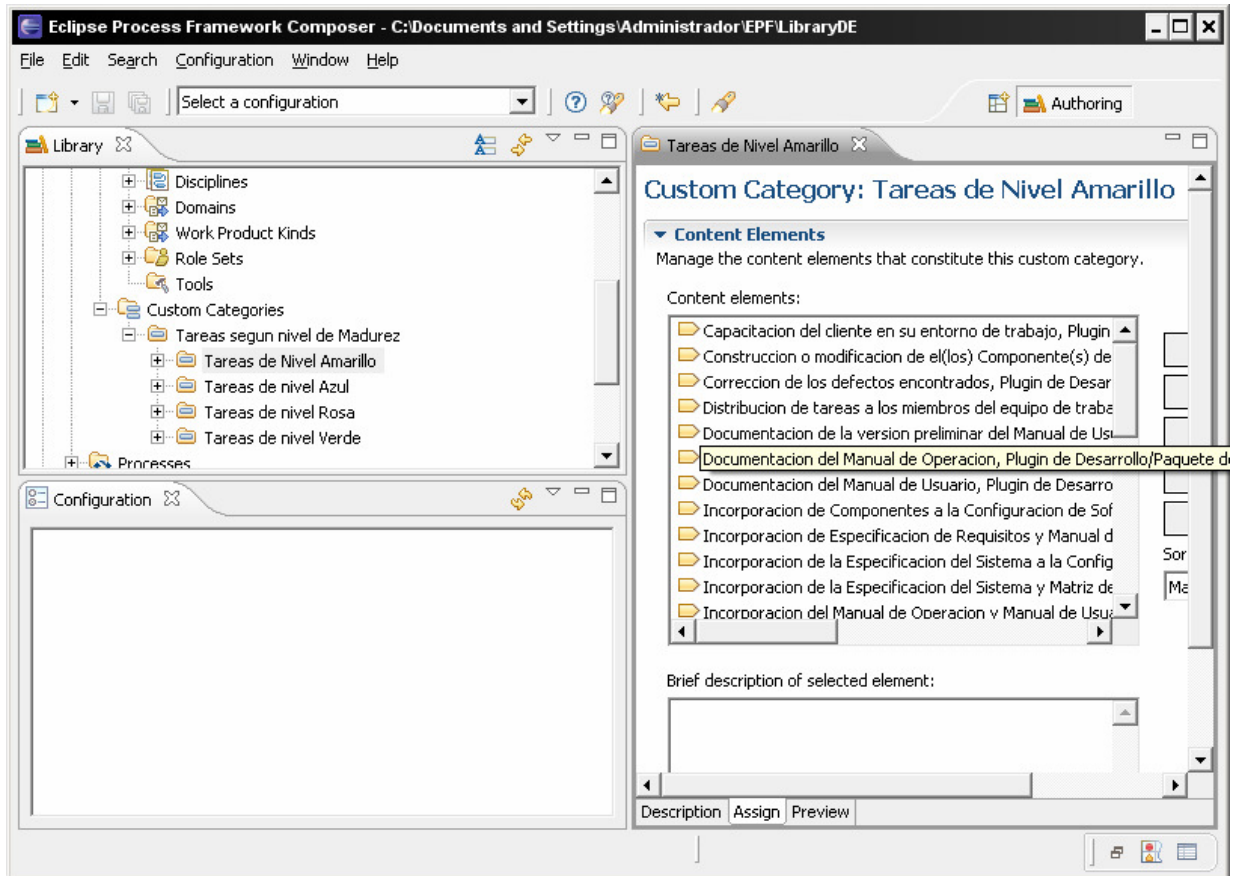 Eclipse Process Framework Composer - C:\Documents and Settings\Administrador\EPF\LibraryDE
File Edit Search Configuration Window Help
Select a configuration
Authoring
Library
Disciplines
Domains
Work Product Kinds
Role Sets
Tools
Custom Categories
Tareas segun nivel de Madurez
Tareas de Nivel Amarillo
Tareas de nivel Azul
Tareas de nivel Rosa
Tareas de nivel Verde
Processes
Configuration
Tareas de Nivel Amarillo
Custom Category: Tareas de Nivel Amarillo
Content Elements
Manage the content elements that constitute this custom category.
Content elements:
Capacitacion del cliente en su entorno de trabajo, Plugin
Construccion o modificacion de el(los) Componente(s) de
Correccion de los defectos encontrados, Plugin de Desar
Distribucion de tareas a los miembros del equipo de traba
Documentacion de la version preliminar del Manual de Usu
Documentacion del Manual de Operacion, Plugin de Desarrollo/Paquete de
Documentacion del Manual de Usuario, Plugin de Desarro
Incorporacion de Componentes a la Configuracion de Sof
Incorporacion de Especificacion de Requisitos y Manual d
Incorporacion de la Especificacion del Sistema a la Config
Incorporacion de la Especificacion del Sistema y Matriz de
Incorporacion del Manual de Operacion y Manual de Usua
Sor
Ma
Brief description of selected element:
Description Assign Preview